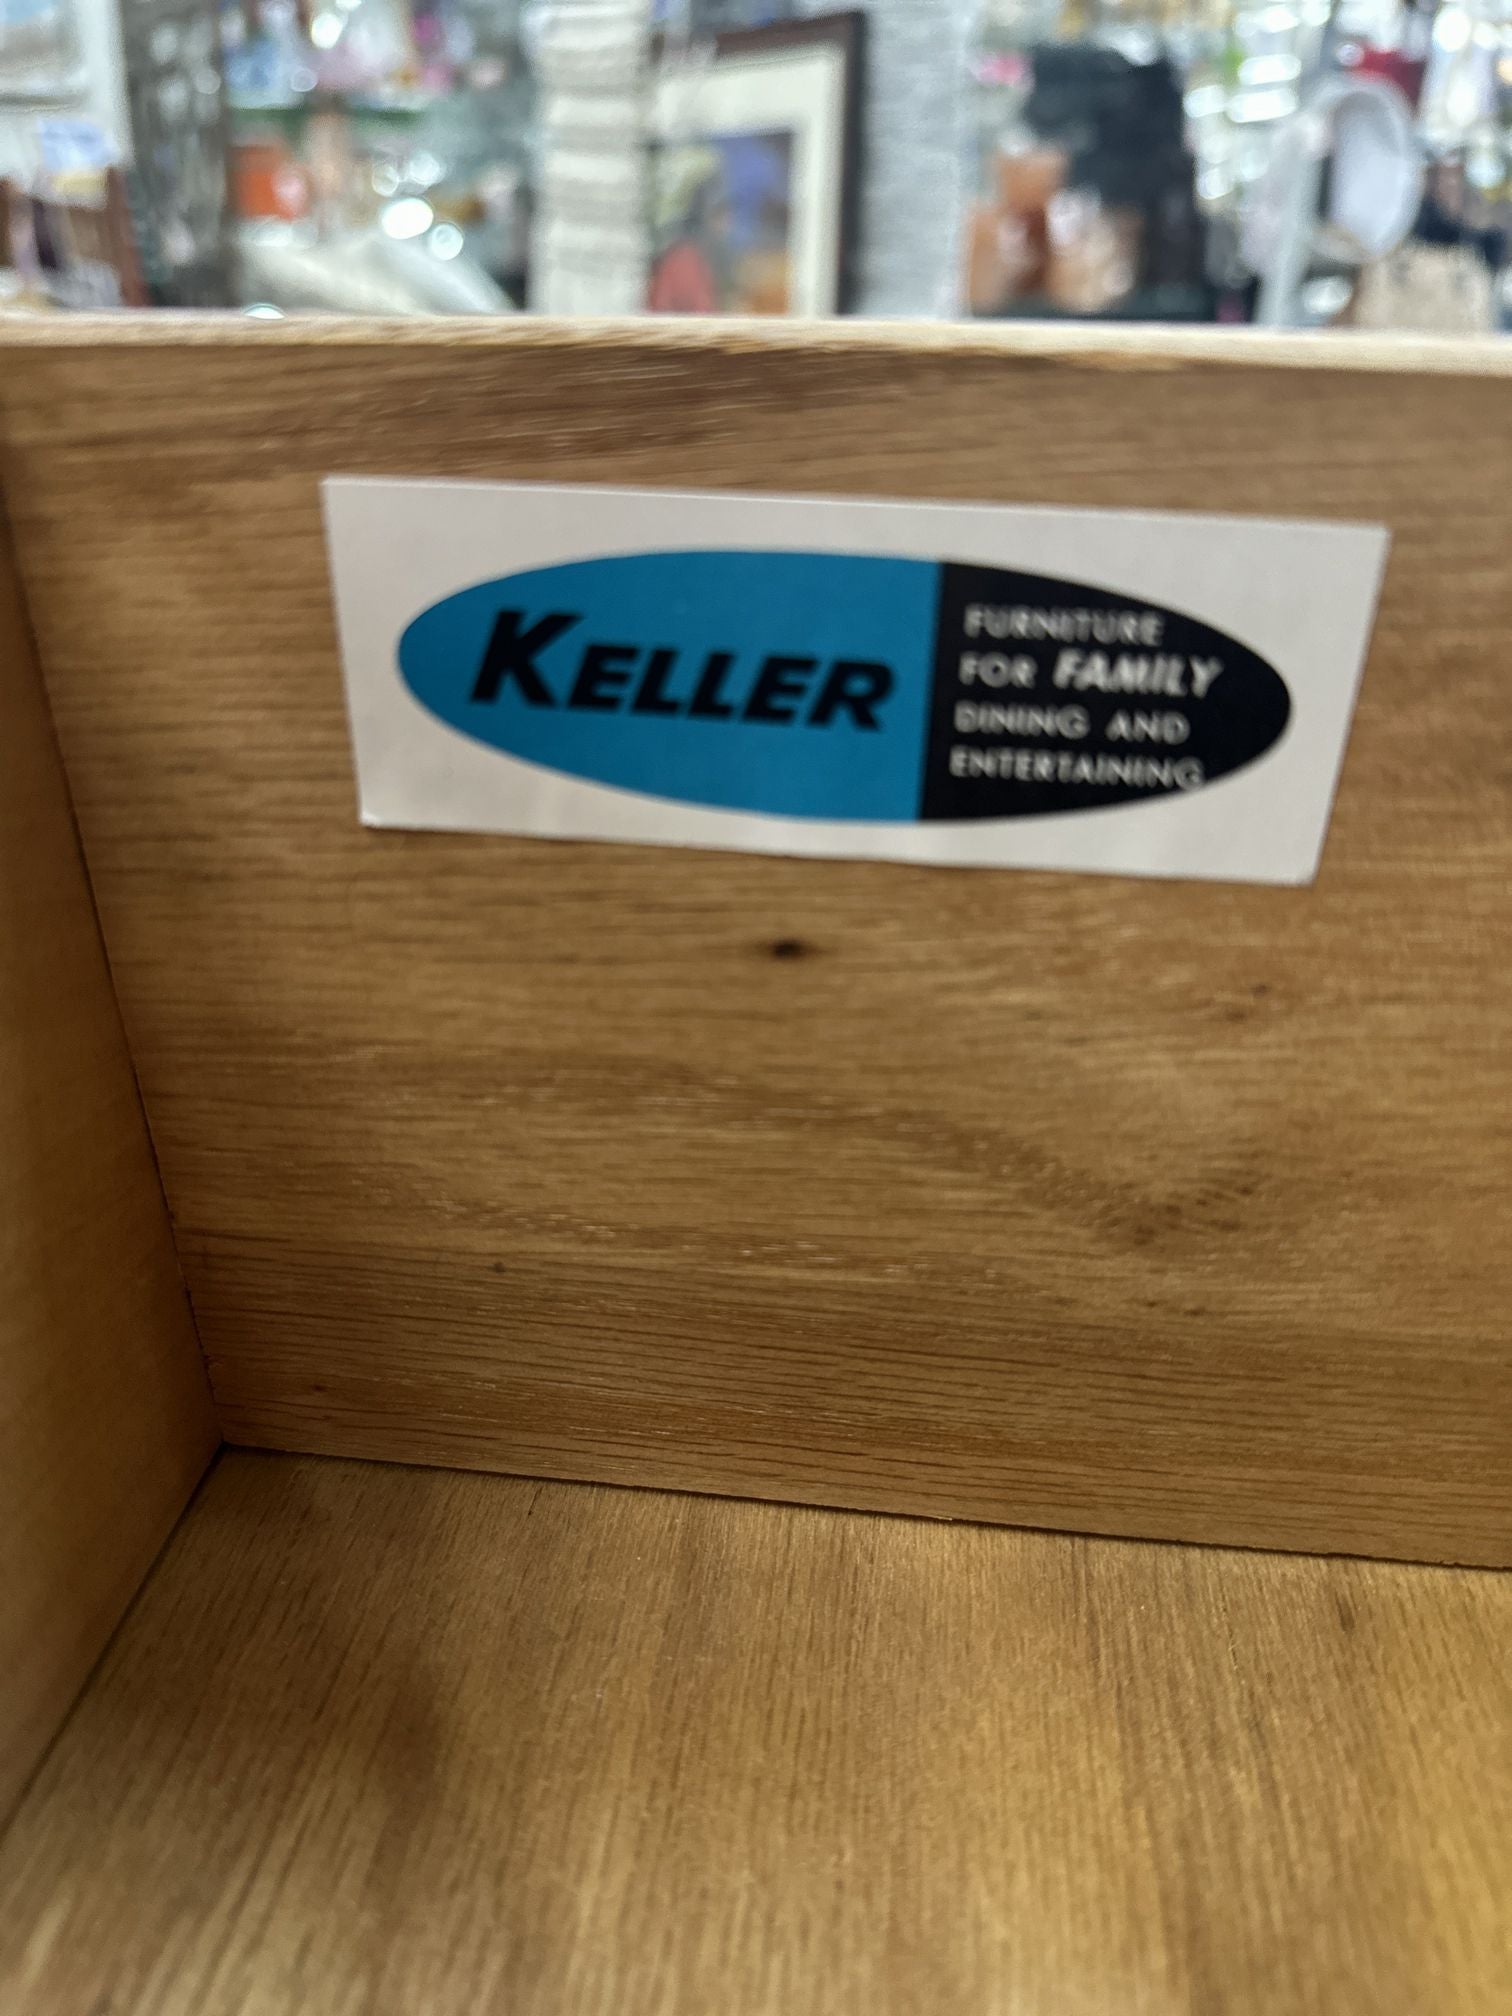 KELLER
FURNITURE
FOR FAMILY
DINING AND
ENTERTAINING